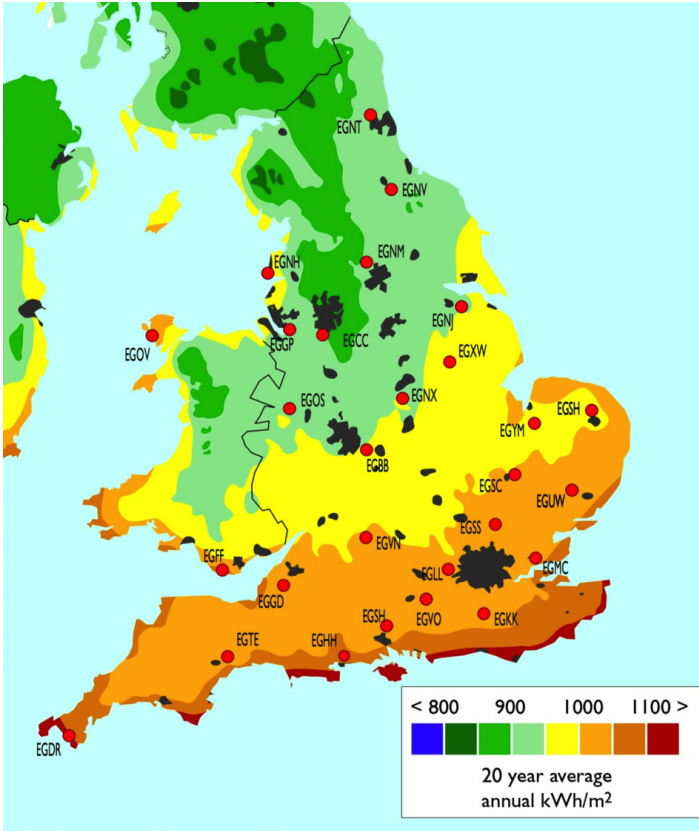 EGNT
EGNV
EGNM
EGNH
EGNJ
EGGP
EGCC
EGOV
EGXW
EGNX
EGOS
EGSH
EGYM
EGBB
EGSC
EGUW
EGSS
EGVN
EGFF
EGLL
EGMC
EGGD
EGVO
EGKK
EGSH
EGTE
EGHH
EGDR
< 800 900 1000 1100 >
20 year average
annual kWh/m²